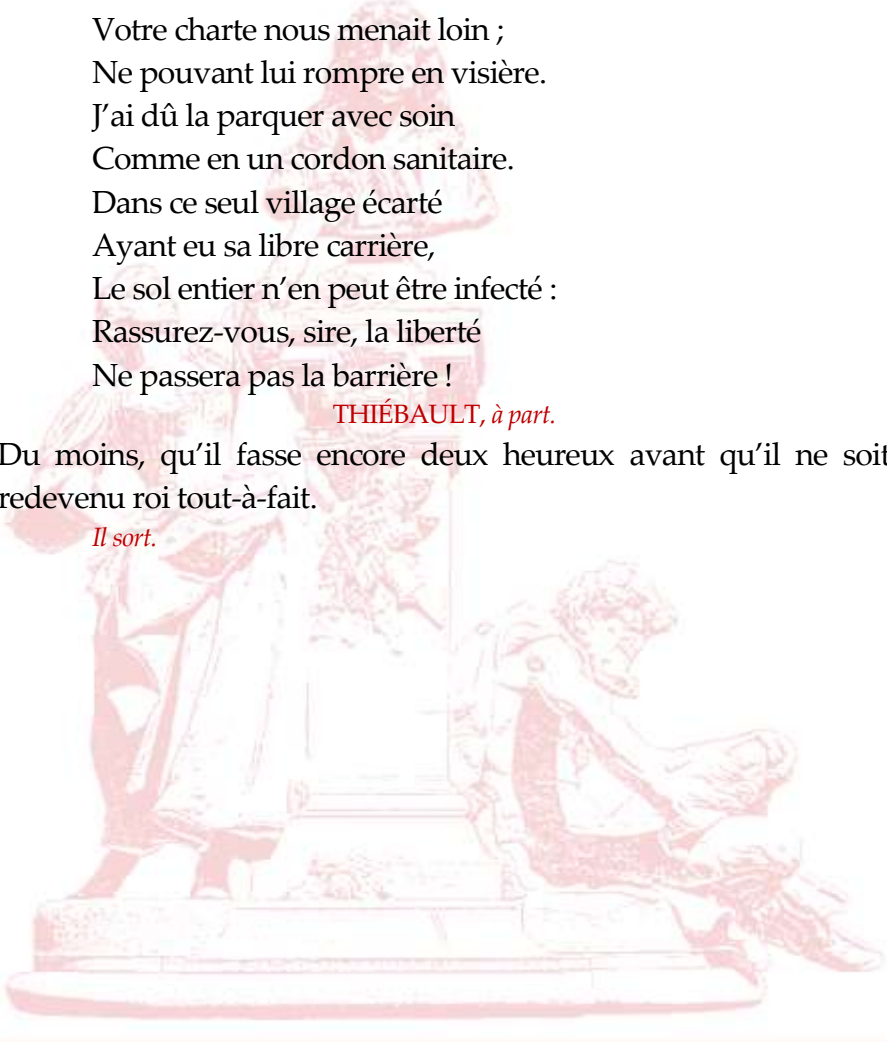 Votre charte nous menait loin ;
Ne pouvant lui rompre en visière.
J’ai dû la parquer avec soin
Comme en un cordon sanitaire.
Dans ce seul village écarté
Ayant eu sa libre carrière,
Le sol entier n’en peut être infecté :
Rassurez-vous, sire, la liberté
Ne passera pas la barrière !
THIÉBAULT, à part.
Du moins, qu’il fasse encore deux heureux avant qu’il ne soit
redevenu roi tout-à-fait.
Il sort.